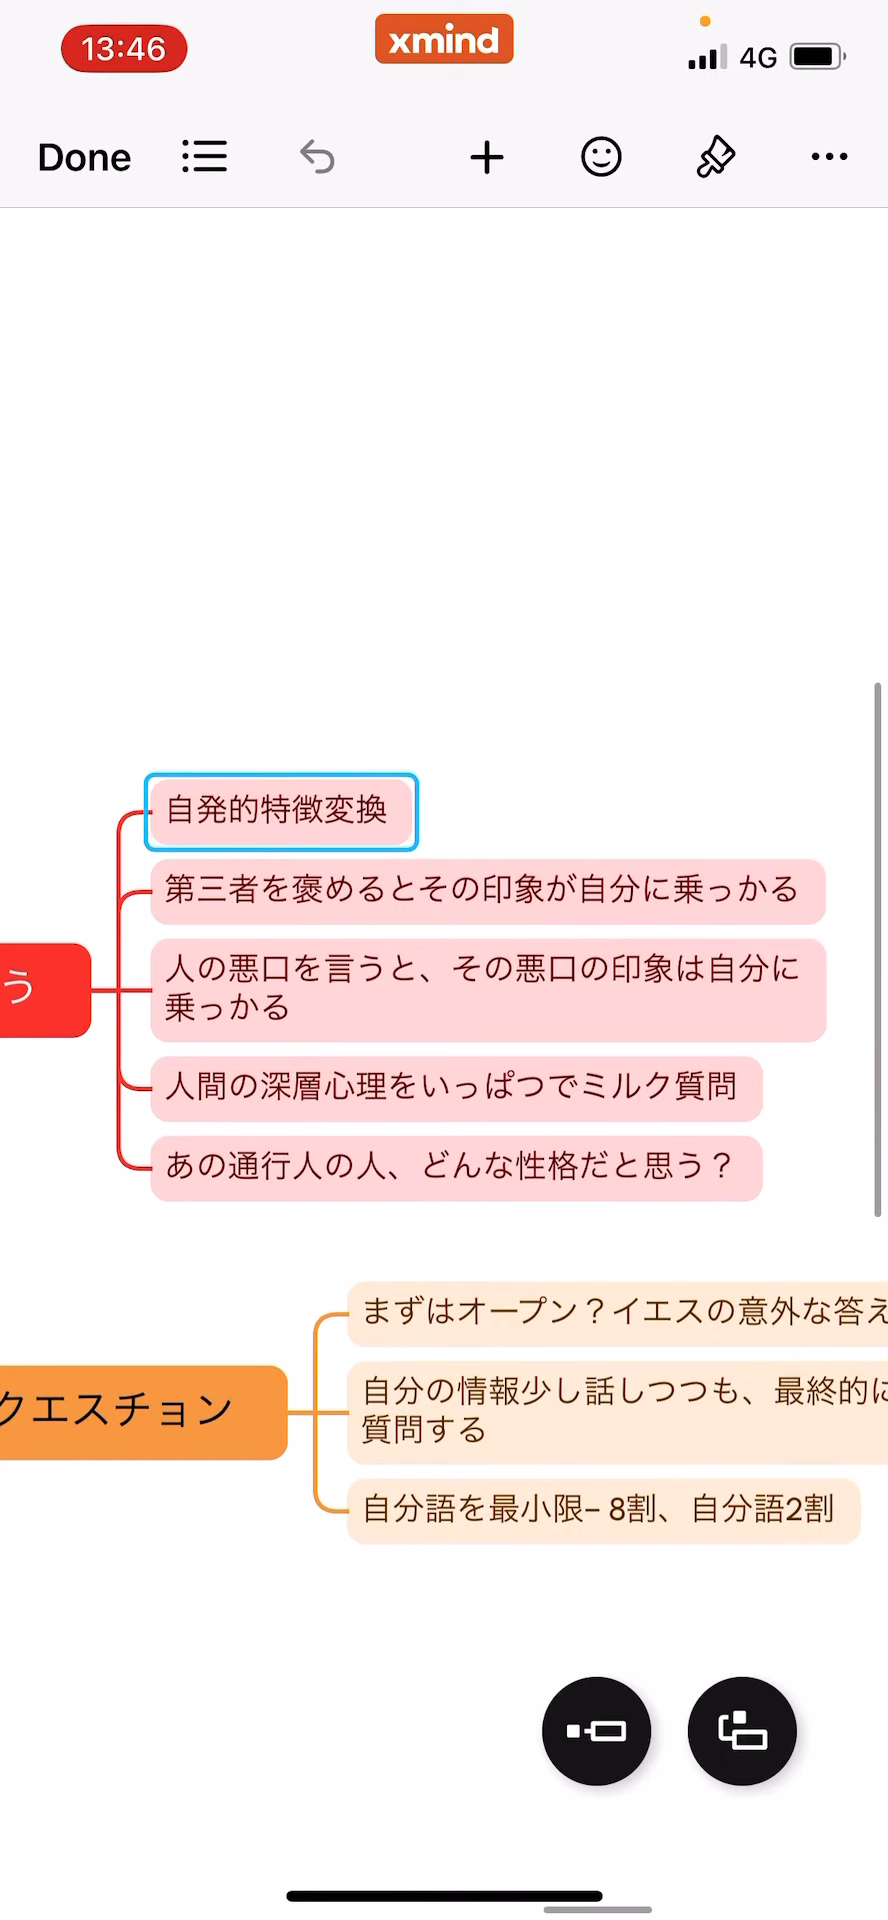 13:46
xmind
4G
Done
自発的特徴変換
第三者を褒めるとその印象が自分に乗っかる
人の悪口を言うと、その悪口の印象は自分に
乗っかる
う
人間の深層心理をいっぱつでミルク質問
あの通行人の人、どんな性格だと思う？
まずはオープン？イエスの意外な答え
クエスチョン
自分の情報少し話しつつも、最終的に
質問する
自分語を最小限– 8割、自分語2割